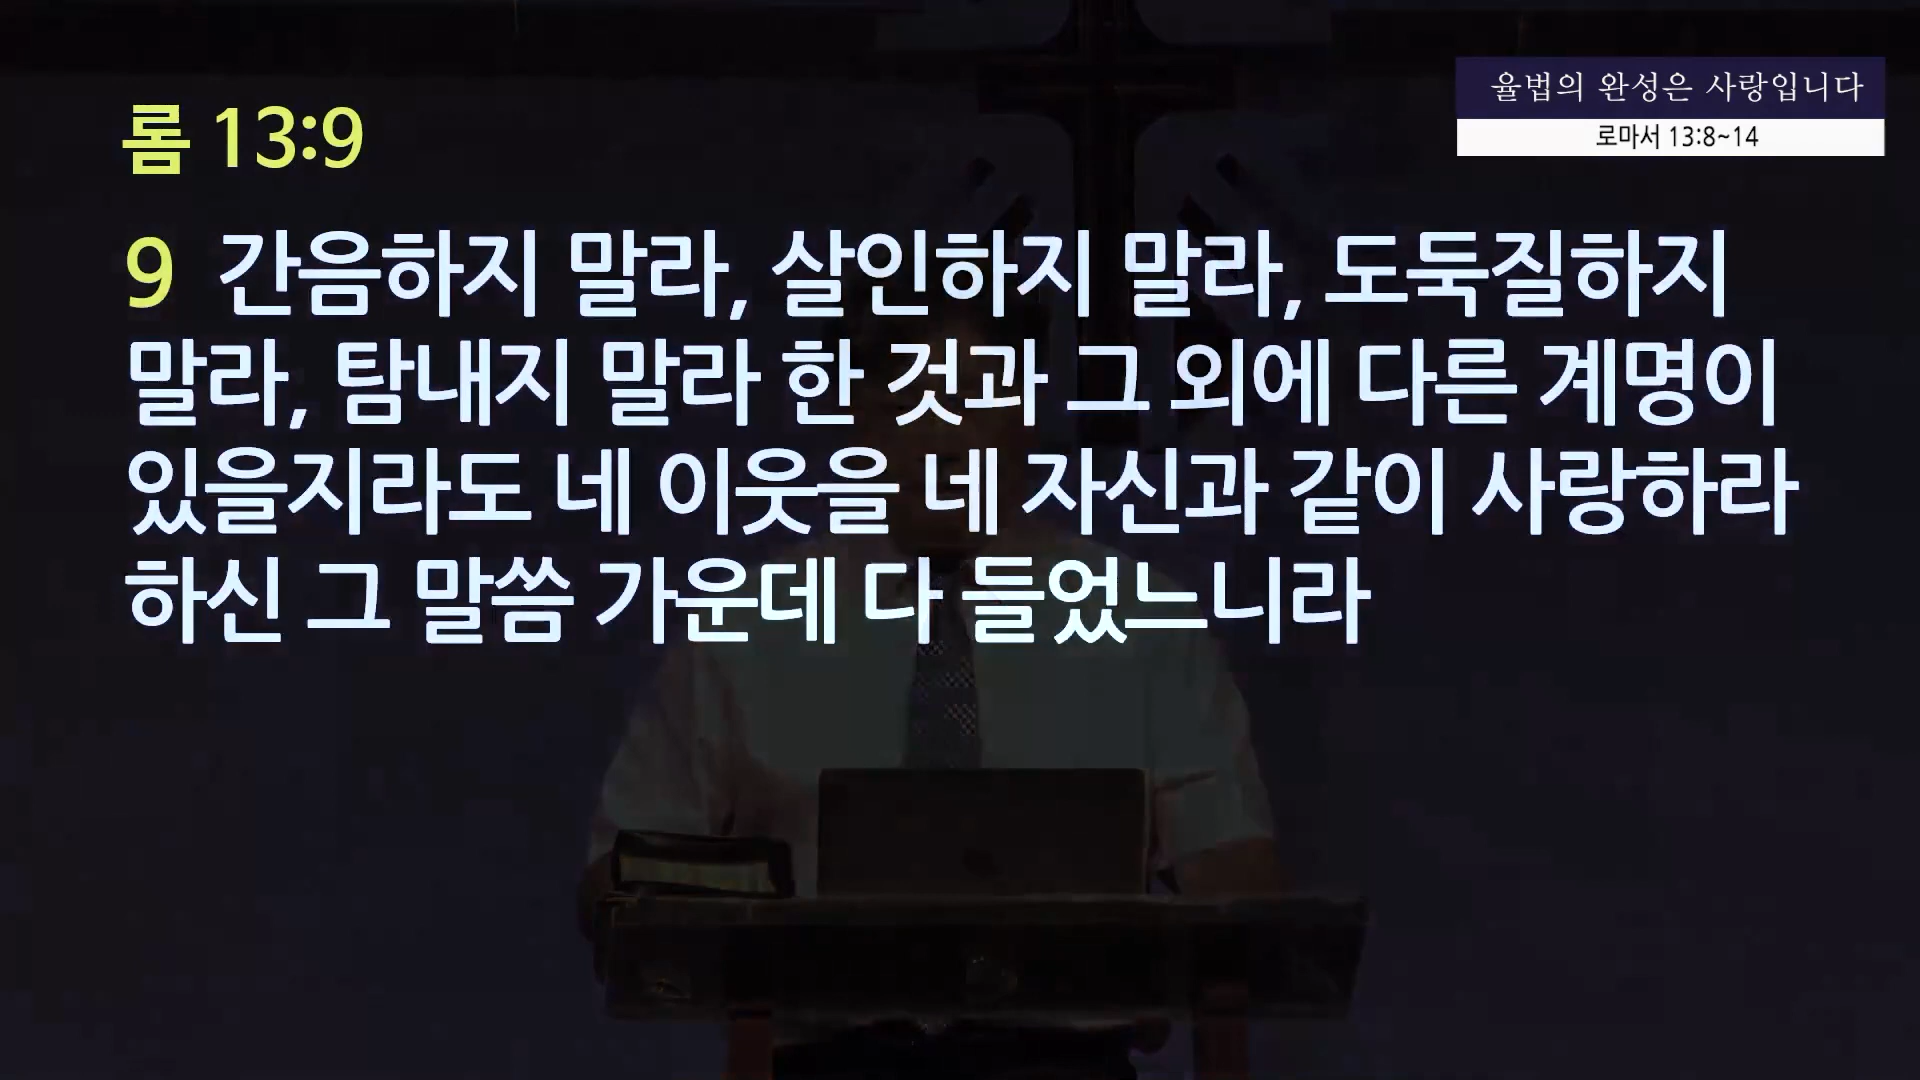 율법의 완성은 사랑입니다
로마서 13:8~14
롬 13:9
9 간음하지 말라, 살인하지 말라, 도둑질하지
말라, 탐내지 말라 한 것과 그 외에 다른 계명이
있을지라도 네 이웃을 네 자신과 같이 사랑하라
하신 그 말씀 가운데 다 들었느니라